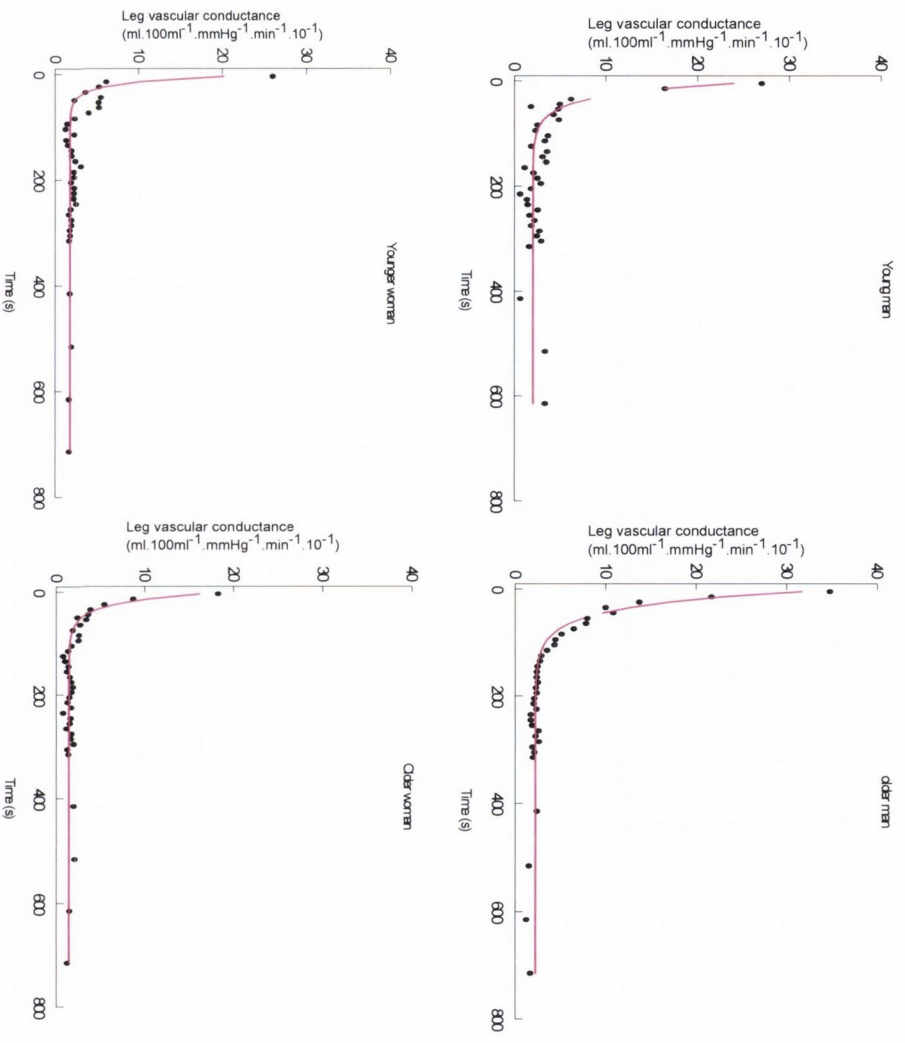 Leg vascular conductance
(ml.100ml⁻¹.mmHg⁻¹.min⁻¹.10⁻¹)
0 10 20 30 40
0 200 400 600 800
Time (s)
Younger woman
Leg vascular conductance
(ml.100ml⁻¹.mmHg⁻¹.min⁻¹.10⁻¹)
0 10 20 30 40
0 200 400 600 800
Time (s)
Young man
Leg vascular conductance
(ml.100ml⁻¹.mmHg⁻¹.min⁻¹.10⁻¹)
0 10 20 30 40
0 200 400 600 800
Time (s)
Older woman
Leg vascular conductance
(ml.100ml⁻¹.mmHg⁻¹.min⁻¹.10⁻¹)
0 10 20 30 40
0 200 400 600 800
Time (s)
older man